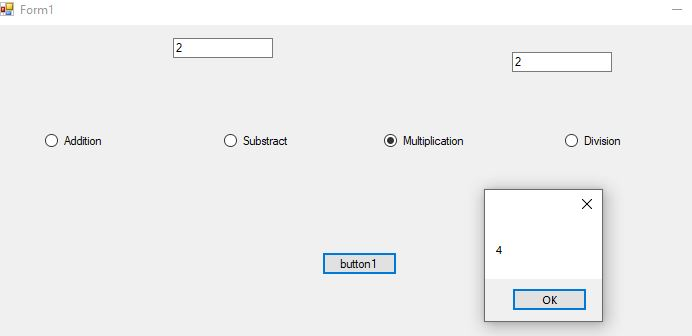 Form1
2
2
Addition Substract Multiplication Division
4
button1
OK